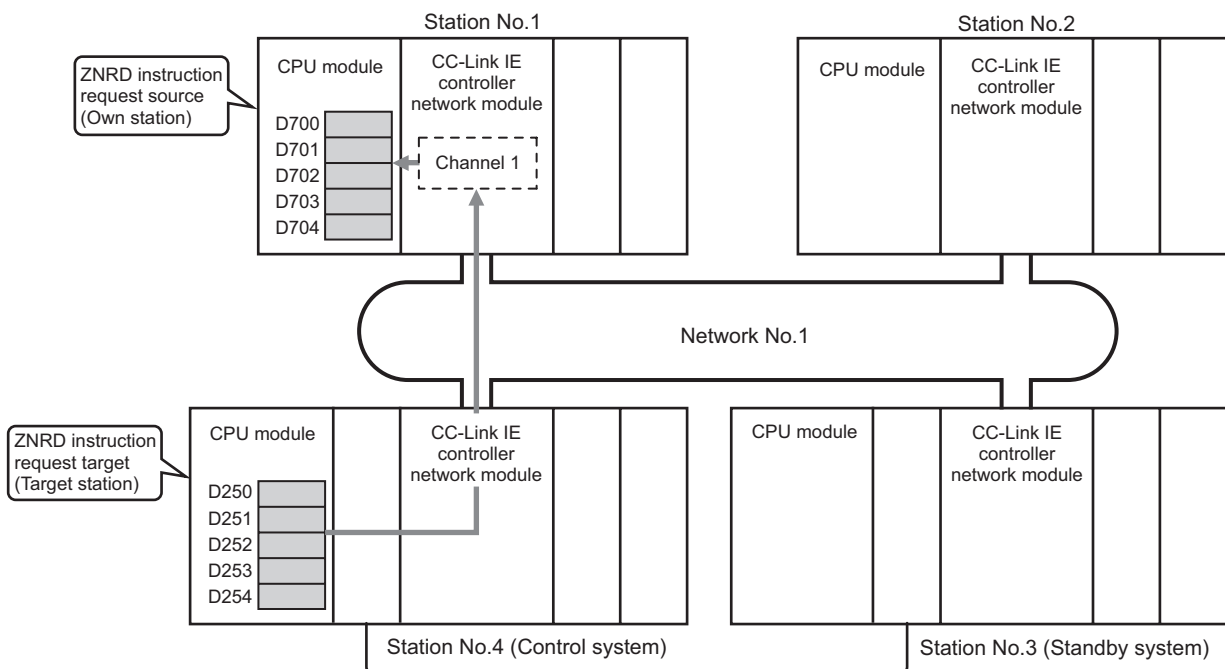 Station No.1
ZNRD instruction
request source
(Own station)
CPU module
D700
D701
D702
D703
D704
CC-Link IE
controller
network module
Channel 1
Station No.2
CPU module
CC-Link IE
controller
network module
Network No.1
ZNRD instruction
request target
(Target station)
CPU module
D250
D251
D252
D253
D254
CC-Link IE
controller
network module
Station No.4 (Control system)
CPU module
CC-Link IE
controller
network module
Station No.3 (Standby system)